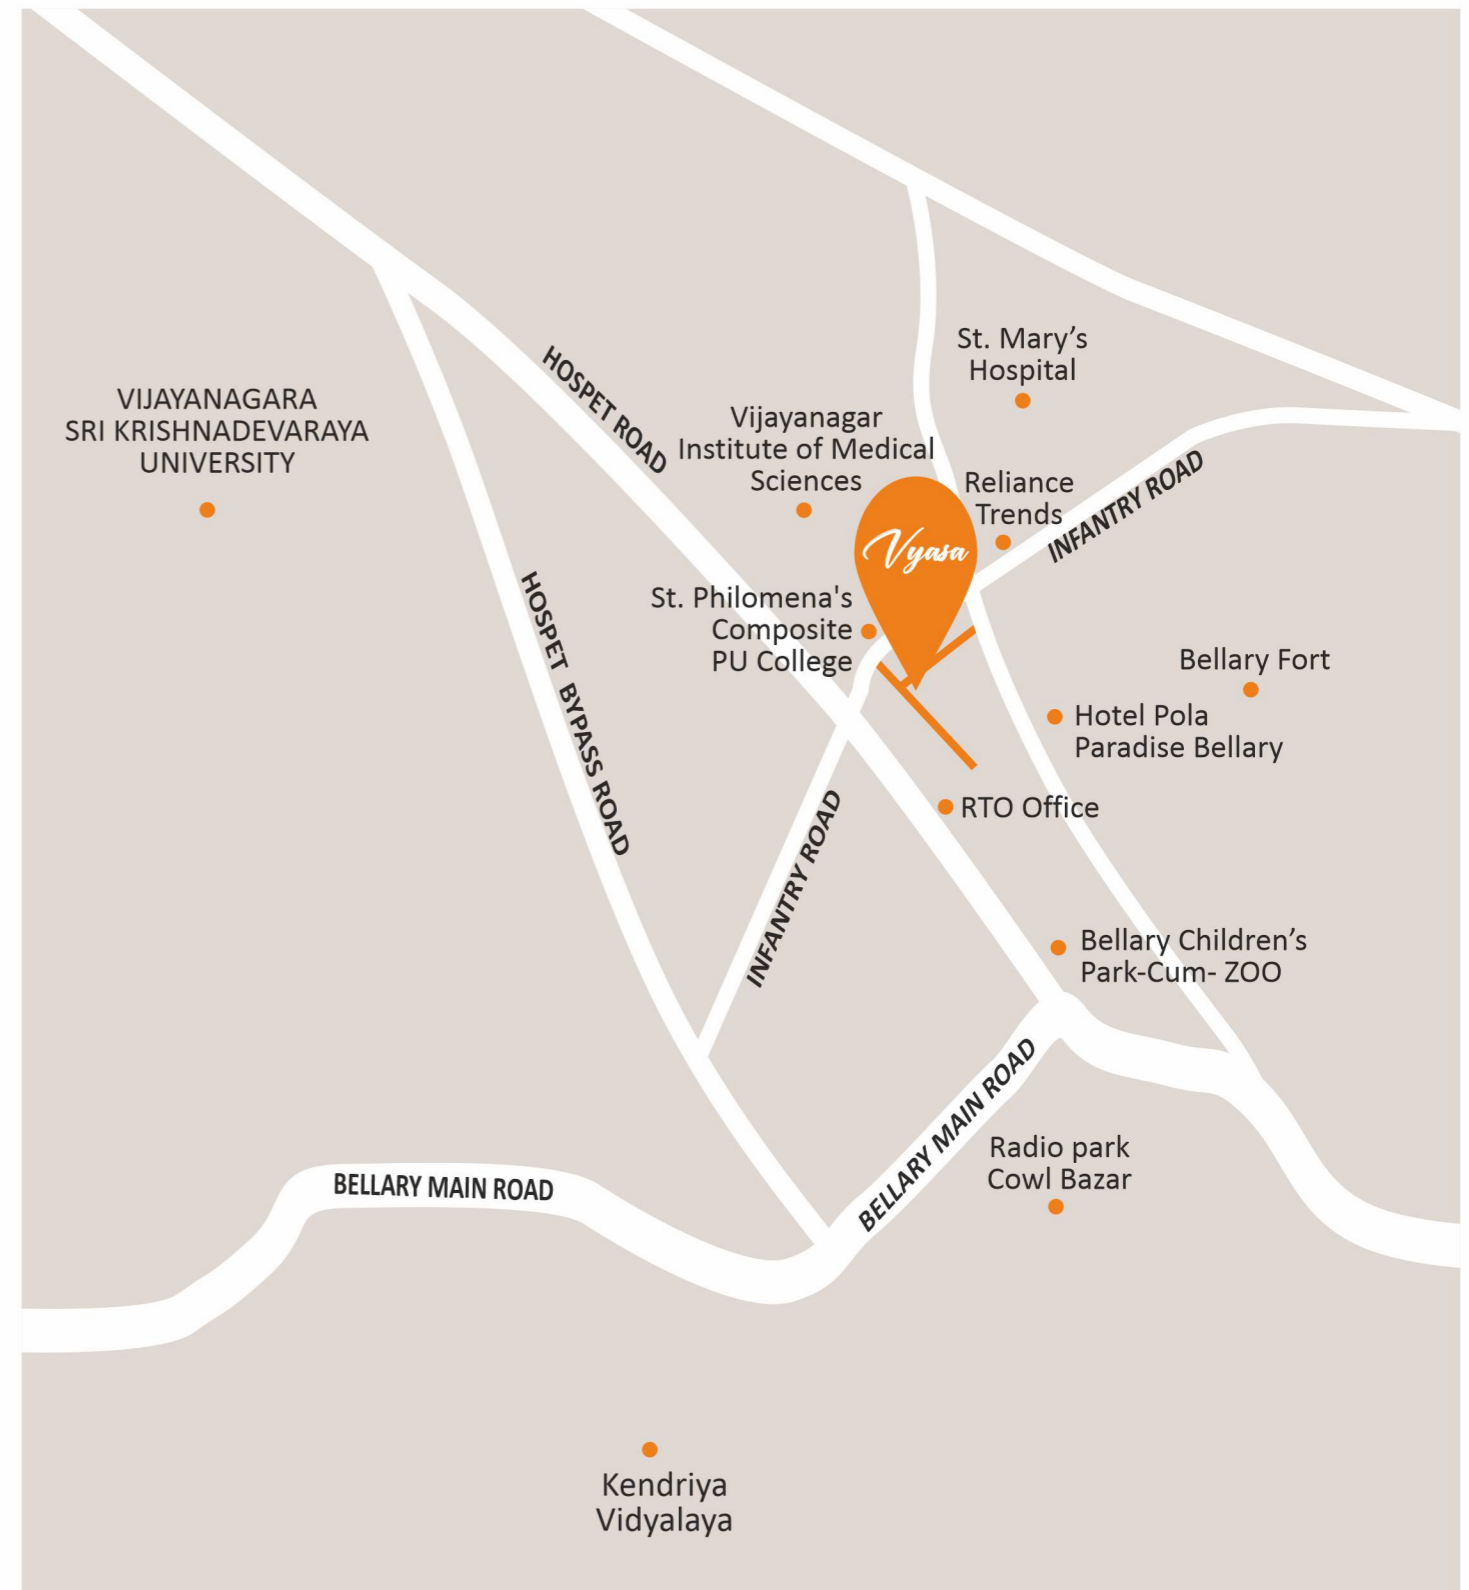 St. Mary’s
Hospital
HOSPET ROAD
VIJAYANAGARA
SRI KRISHNADEVARAYA
UNIVERSITY
Vijayanagar
Institute of Medical
Sciences
Reliance
Trends
INFANTRY ROAD
Vyasa
HOSPET BYPASS ROAD
St. Philomena's
Composite
PU College
Bellary Fort
Hotel Pola
Paradise Bellary
RTO Office
INFANTRY ROAD
Bellary Children’s
Park-Cum- ZOO
BELLARY MAIN ROAD
Radio park
Cowl Bazar
BELLARY MAIN ROAD
Kendriya
Vidyalaya